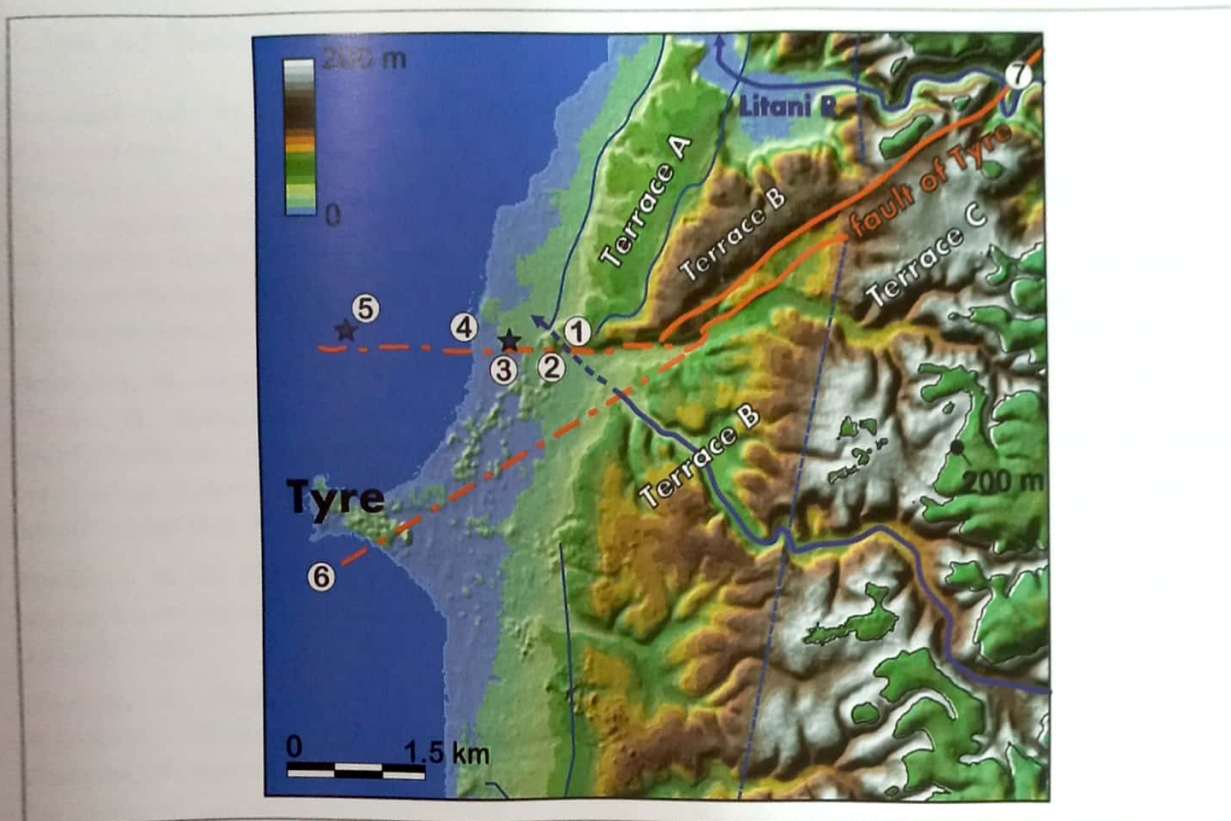 200 m
0
Litani R.
7
fault of Tyre
Terrace A
Terrace B
Terrace C
5
4
1
3
2
Terrace B
200 m
Tyre
6
0
1.5 km